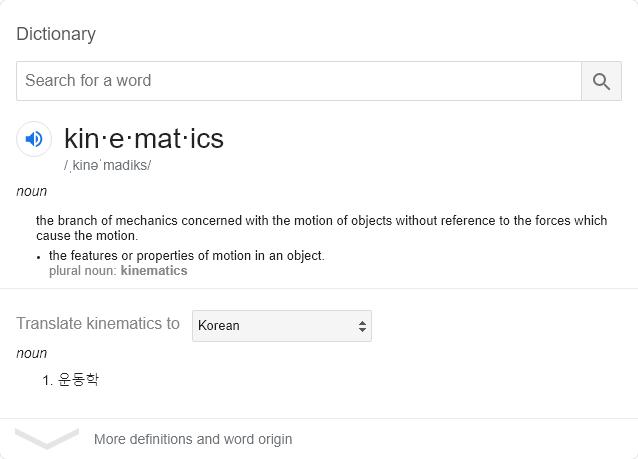 Dictionary
Search for a word
kin·e·mat·ics
/ˌkinəˈmadiks/
noun
the branch of mechanics concerned with the motion of objects without reference to the forces which
cause the motion.
• the features or properties of motion in an object.
plural noun: kinematics
Translate kinematics to Korean
noun
1. 운동학
More definitions and word origin